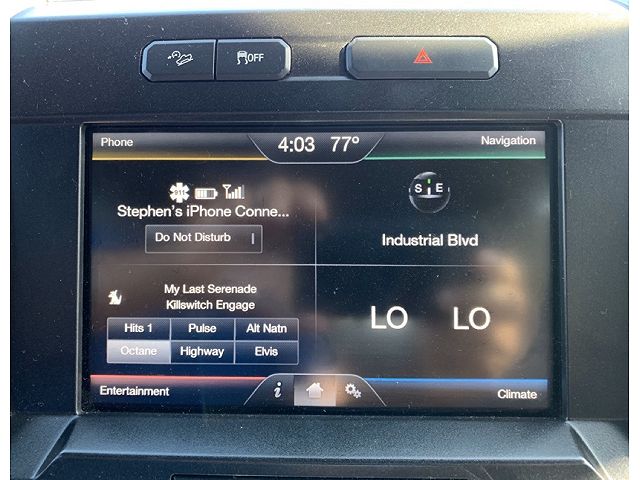 OFF
Phone
4:03 77°
Navigation
911
Stephen's iPhone Conne...
Do Not Disturb
S E
Industrial Blvd
My Last Serenade
Killswitch Engage
Hits 1 Pulse Alt Natn
Octane Highway Elvis
LO LO
Entertainment
i
Climate